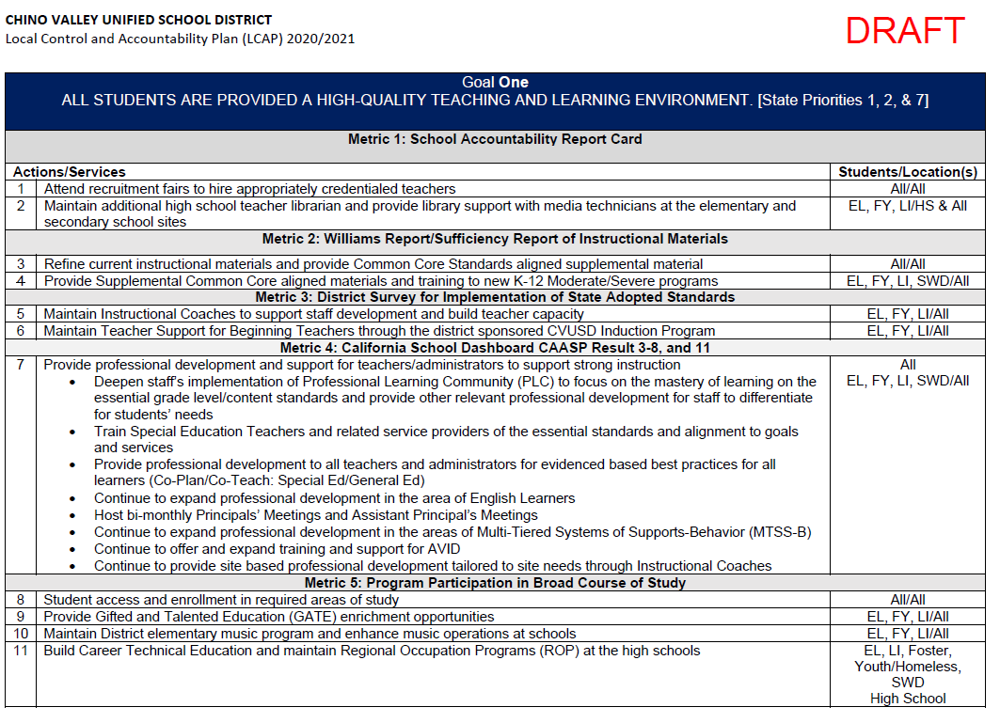 CHINO VALLEY UNIFIED SCHOOL DISTRICT
Local Control and Accountability Plan (LCAP) 2020/2021
DRAFT
Goal One
ALL STUDENTS ARE PROVIDED A HIGH-QUALITY TEACHING AND LEARNING ENVIRONMENT. [State Priorities 1, 2, & 7]
Metric 1: School Accountability Report Card
Actions/Services Students/Location(s)
1 Attend recruitment fairs to hire appropriately credentialed teachers All/All
2 Maintain additional high school teacher librarian and provide library support with media technicians at the elementary and EL, FY, LI/HS & All
secondary school sites
Metric 2: Williams Report/Sufficiency Report of Instructional Materials
3 Refine current instructional materials and provide Common Core Standards aligned supplemental material All/All
4 Provide Supplemental Common Core aligned materials and training to new K-12 Moderate/Severe programs EL, FY, LI, SWD/All
Metric 3: District Survey for Implementation of State Adopted Standards
5 Maintain Instructional Coaches to support staff development and build teacher capacity EL, FY, LI/All
6 Maintain Teacher Support for Beginning Teachers through the district sponsored CVUSD Induction Program EL, FY, LI/All
Metric 4: California School Dashboard CAASP Result 3-8, and 11
7 Provide professional development and support for teachers/administrators to support strong instruction All
• Deepen staff's implementation of Professional Learning Community (PLC) to focus on the mastery of learning on the EL, FY, LI, SWD/All
essential grade level/content standards and provide other relevant professional development for staff to differentiate
for students' needs
• Train Special Education Teachers and related service providers of the essential standards and alignment to goals
and services
• Provide professional development to all teachers and administrators for evidenced based best practices for all
learners (Co-Plan/Co-Teach: Special Ed/General Ed)
• Continue to expand professional development in the area of English Learners
• Host bi-monthly Principals' Meetings and Assistant Principal's Meetings
• Continue to expand professional development in the areas of Multi-Tiered Systems of Supports-Behavior (MTSS-B)
• Continue to offer and expand training and support for AVID
• Continue to provide site based professional development tailored to site needs through Instructional Coaches
Metric 5: Program Participation in Broad Course of Study
8 Student access and enrollment in required areas of study All/All
9 Provide Gifted and Talented Education (GATE) enrichment opportunities EL, FY, LI/All
10 Maintain District elementary music program and enhance music operations at schools EL, FY, LI/All
11 Build Career Technical Education and maintain Regional Occupation Programs (ROP) at the high schools EL, LI, Foster,
Youth/Homeless,
SWD
High School